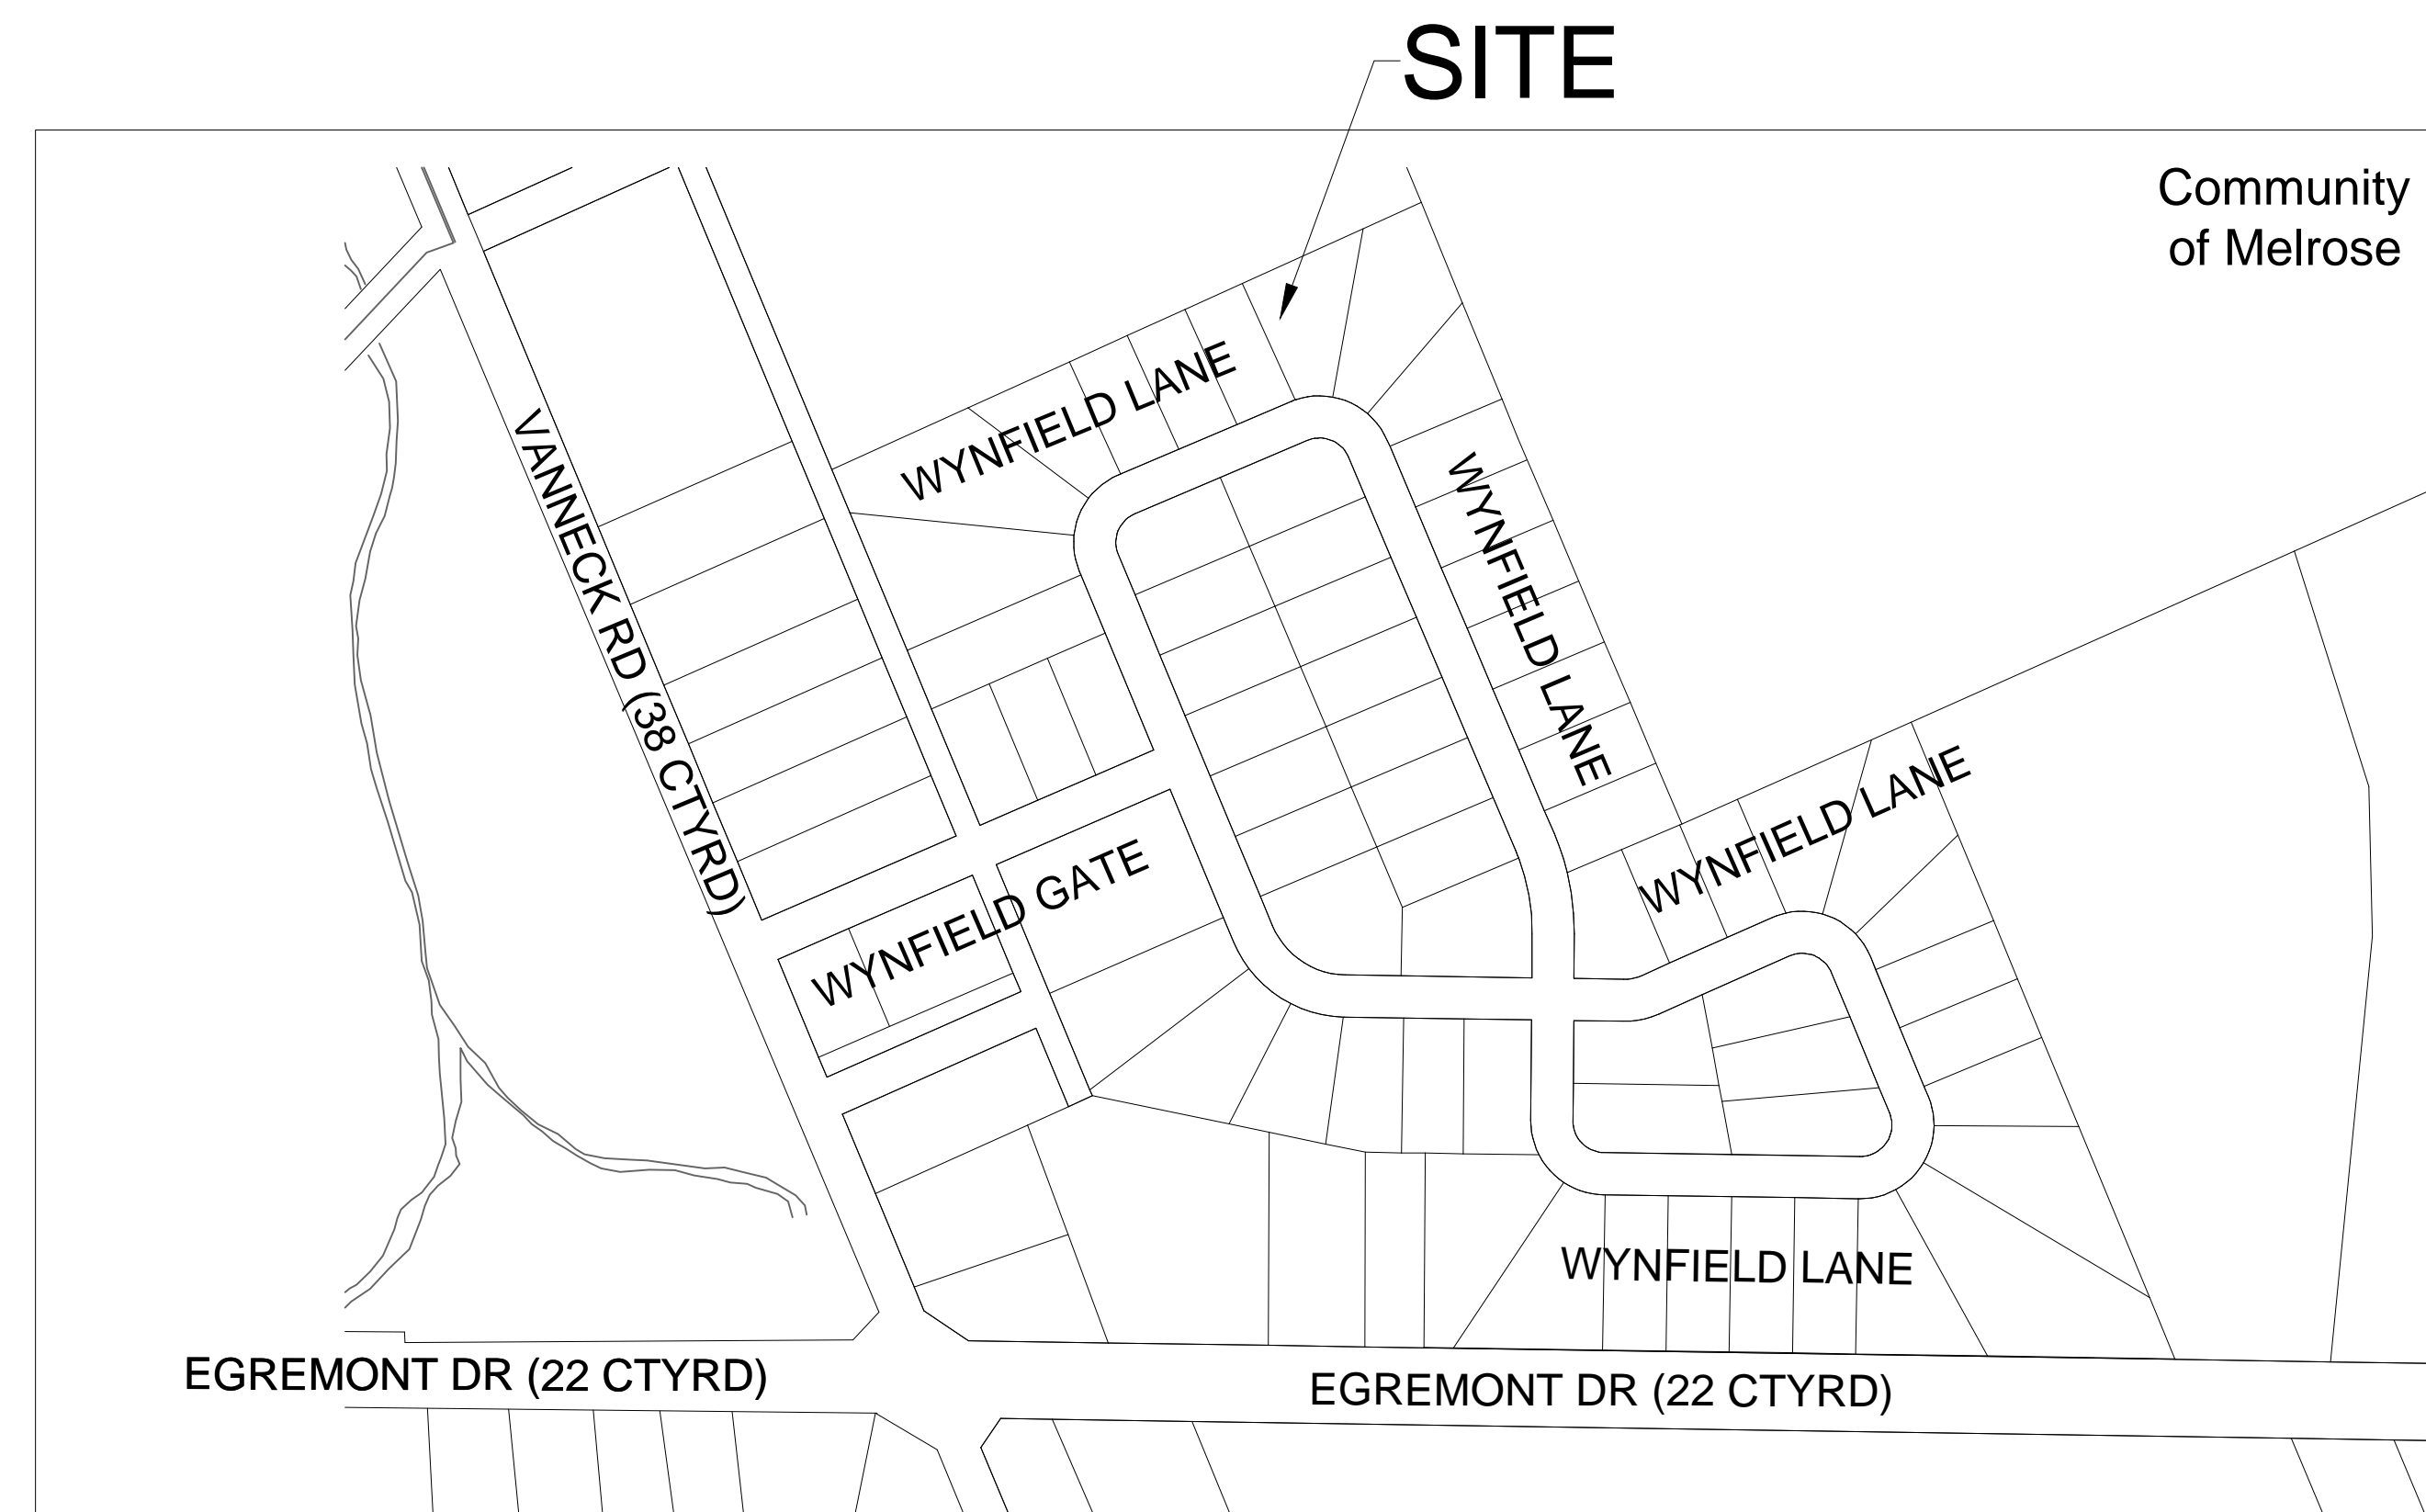 SITE
Community
of Melrose
WYNFIELD LANE
VANNECK RD (38 CTYRD)
WYNFIELD LANE
WYNFIELD LANE
WYNFIELD GATE
WYNFIELD LANE
EGREMONT DR (22 CTYRD)
EGREMONT DR (22 CTYRD)